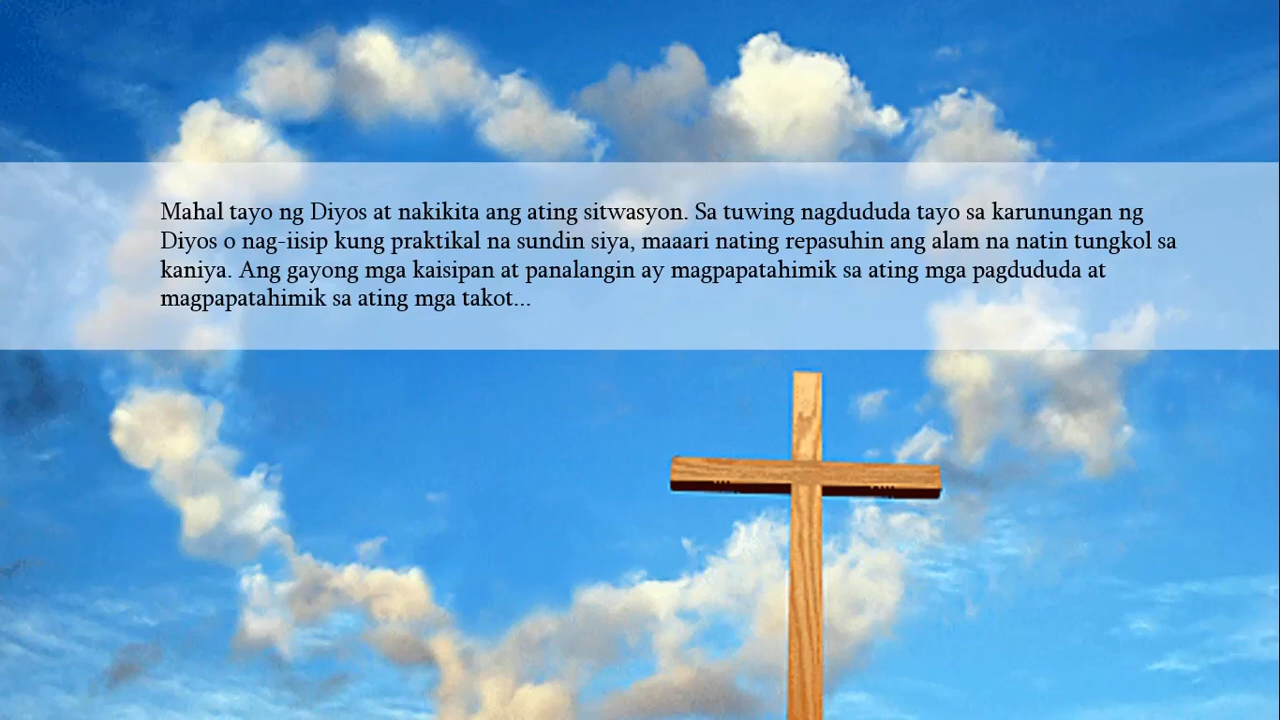 Mahal tayo ng Diyos at nakikita ang ating sitwasyon. Sa tuwing nagdududa tayo sa karunungan ng
Diyos o nag-iisip kung praktikal na sundin siya, maaari nating repasuhin ang alam na natin tungkol sa
kaniya. Ang gayong mga kaisipan at panalangin ay magpapatahimik sa ating mga pagdududa at
magpapatahimik sa ating mga takot...